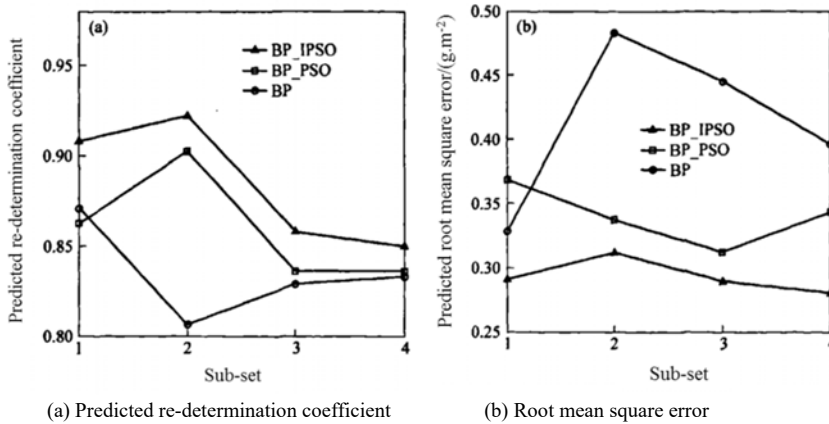 (a)
BP_IPSO
BP_PSO
BP
0.95
0.90
0.85
0.80
Predicted re-determination coefficient
1 2 3 4
Sub-set
(b)
BP_IPSO
BP_PSO
BP
0.50
0.45
0.40
0.35
0.30
0.25
Predicted root mean square error/(g.m-2)
1 2 3 4
Sub-set
(a) Predicted re-determination coefficient
(b) Root mean square error